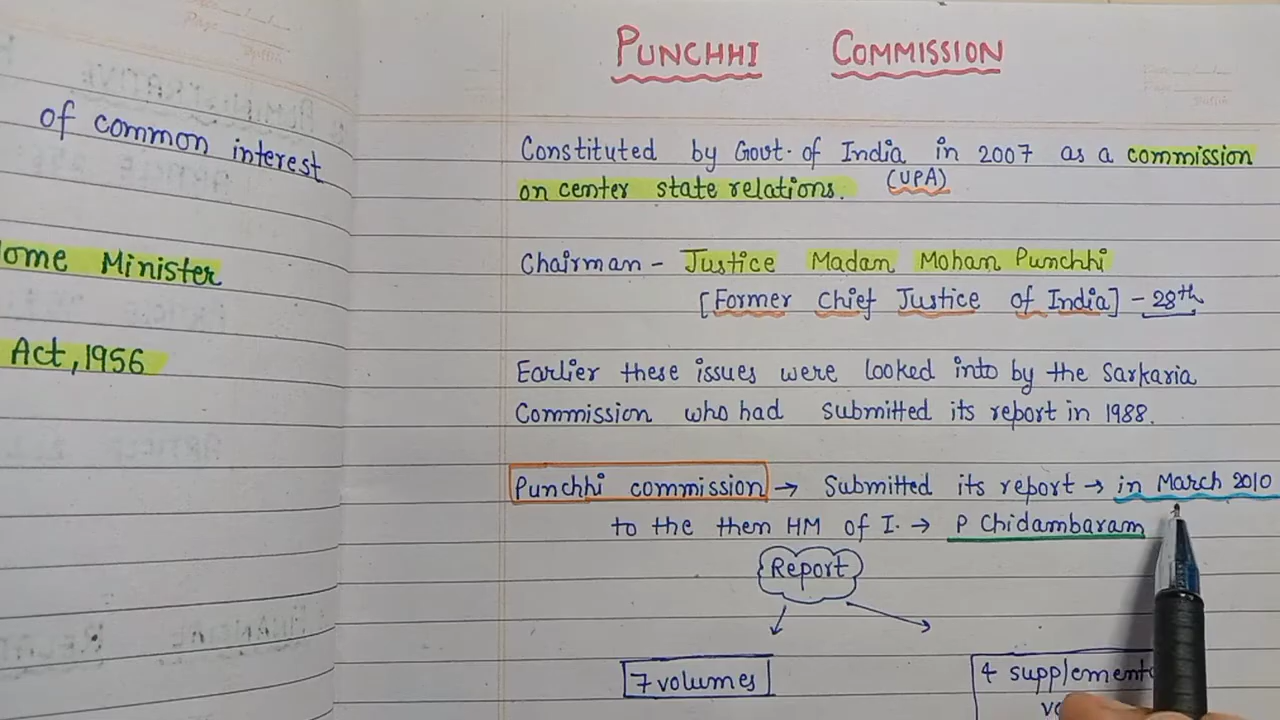 of common interest
Home Minister
Act, 1956
PUNCHHI COMMISSION
Constituted by Govt. of India in 2007 as a commission
on center state relations. (UPA)
Chairman - Justice Madan Mohan Punchhi
[Former Chief Justice of India] - 28th
Earlier these issues were looked into by the Sarkaria
Commission who had submitted its report in 1988.
Punchhi commission → Submitted its report → in March 2010
to the then HM of I. → P Chidambaram
Report
7 volumes
4